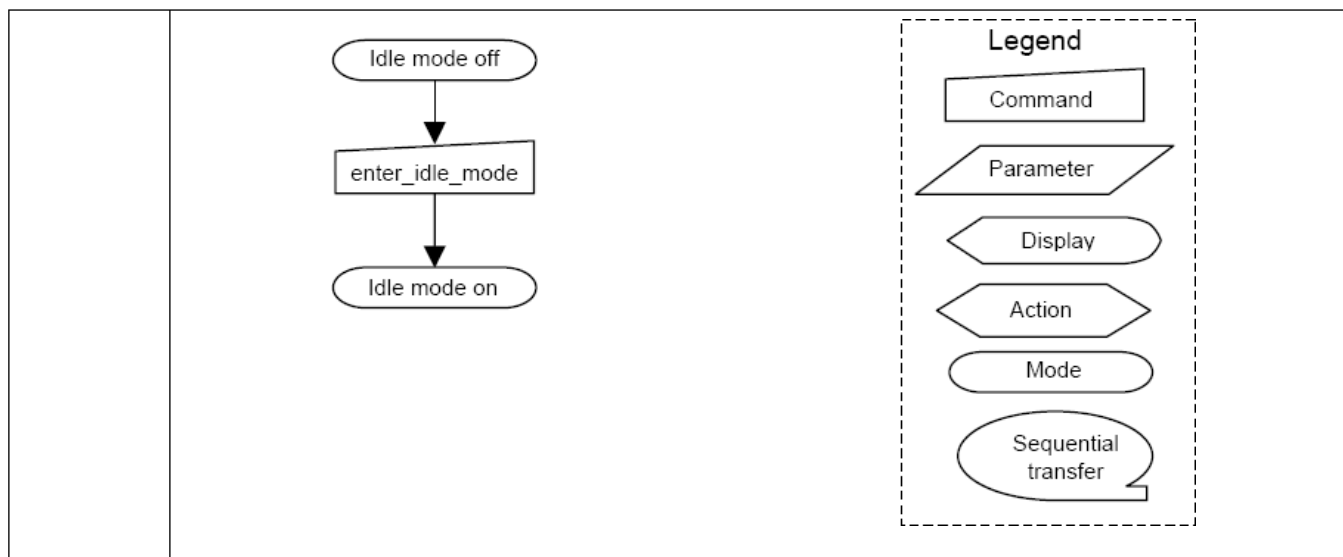 Idle mode off
enter_idle_mode
Idle mode on
Legend
Command
Parameter
Display
Action
Mode
Sequential
transfer